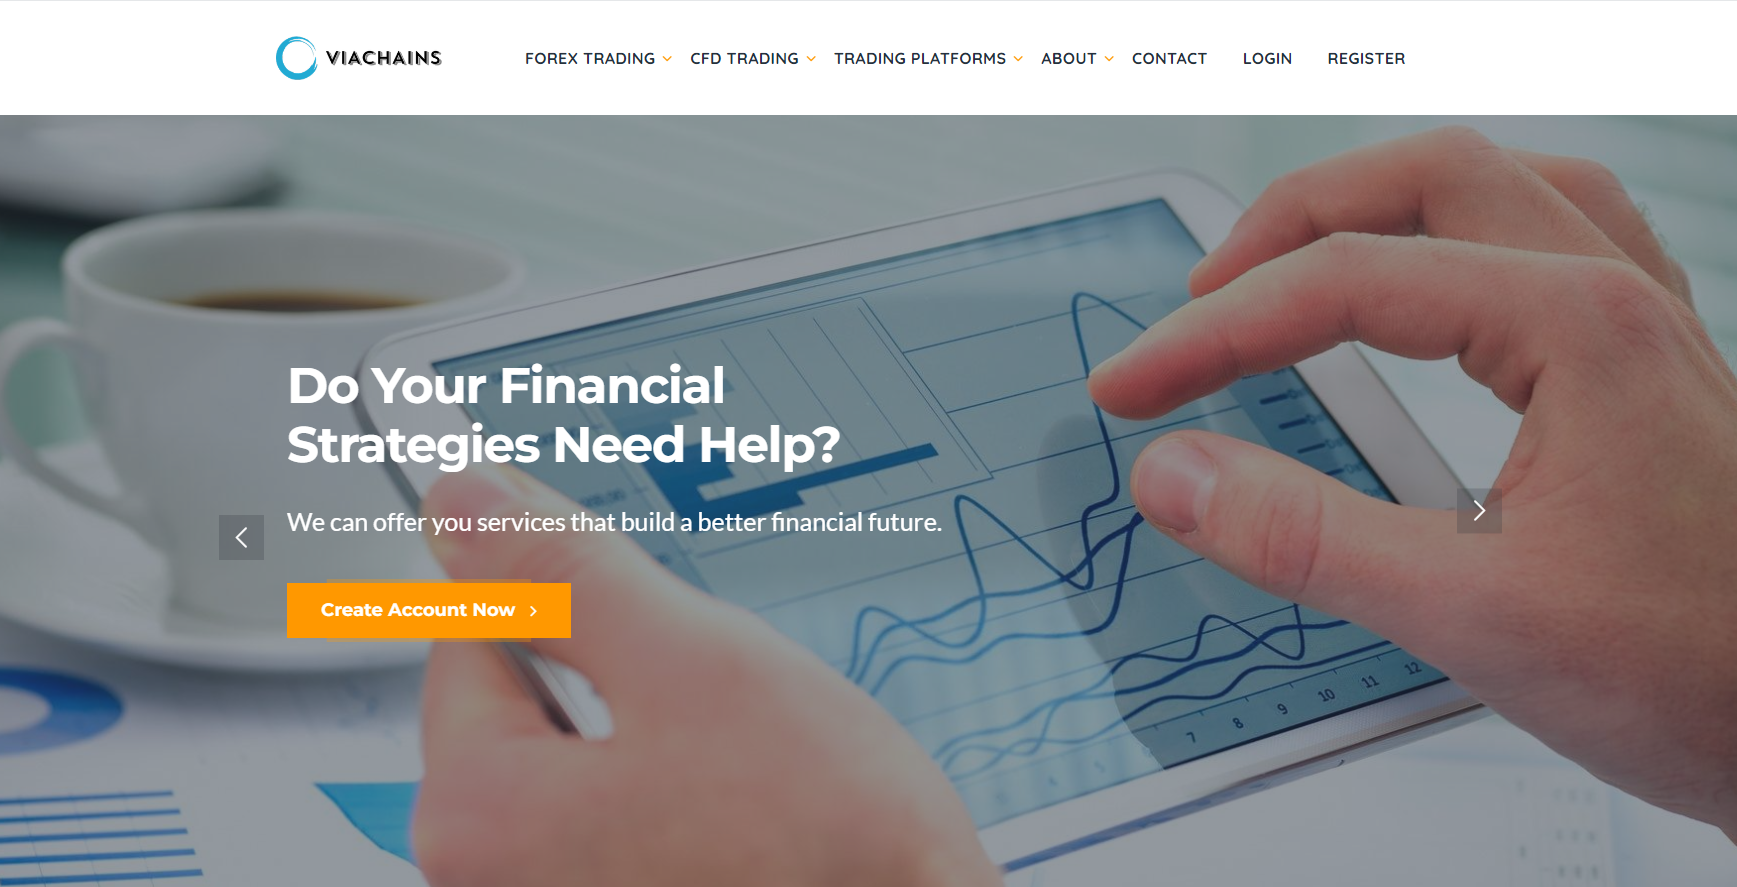 VIACHAINS
FOREX TRADING
CFD TRADING
TRADING PLATFORMS
ABOUT
CONTACT
LOGIN
REGISTER
Do Your Financial
Strategies Need Help?
We can offer you services that build a better financial future.
Create Account Now
7 8 9 10 11 12